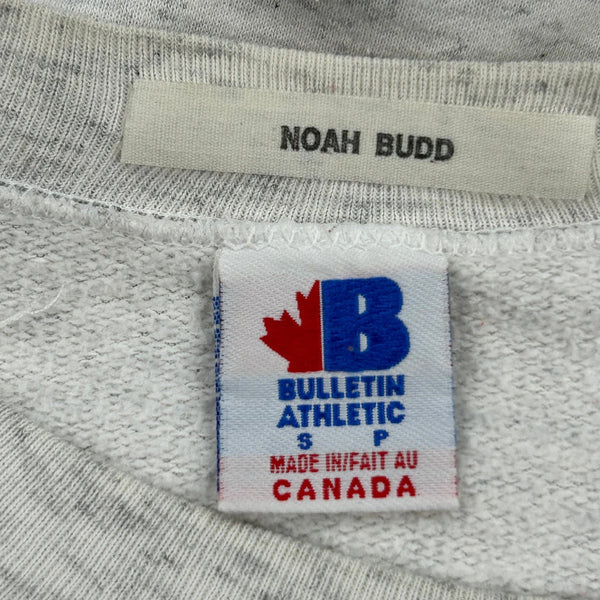 NOAH BUDD
B
BULLETIN
ATHLETIC
S P
MADE IN/FAIT AU
CANADA